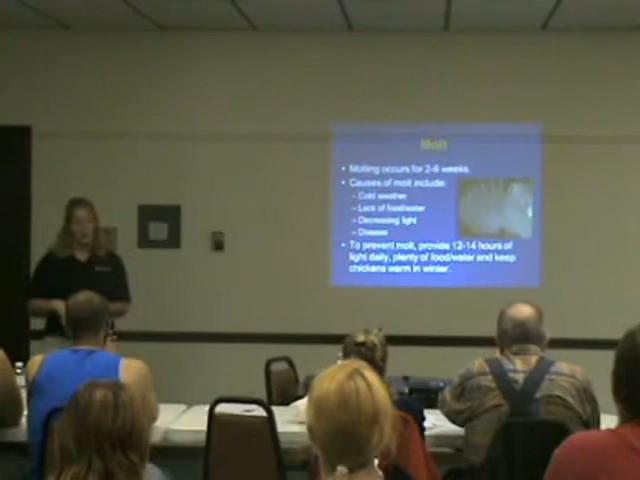 Molt
• Molting occurs for 2-6 weeks.
• Causes of molt include:
– Cold weather
– Lack of food/water
– Decreasing light
– Disease
• To prevent molt, provide 12-14 hours of
light daily, plenty of food/water and keep
chickens warm in winter.